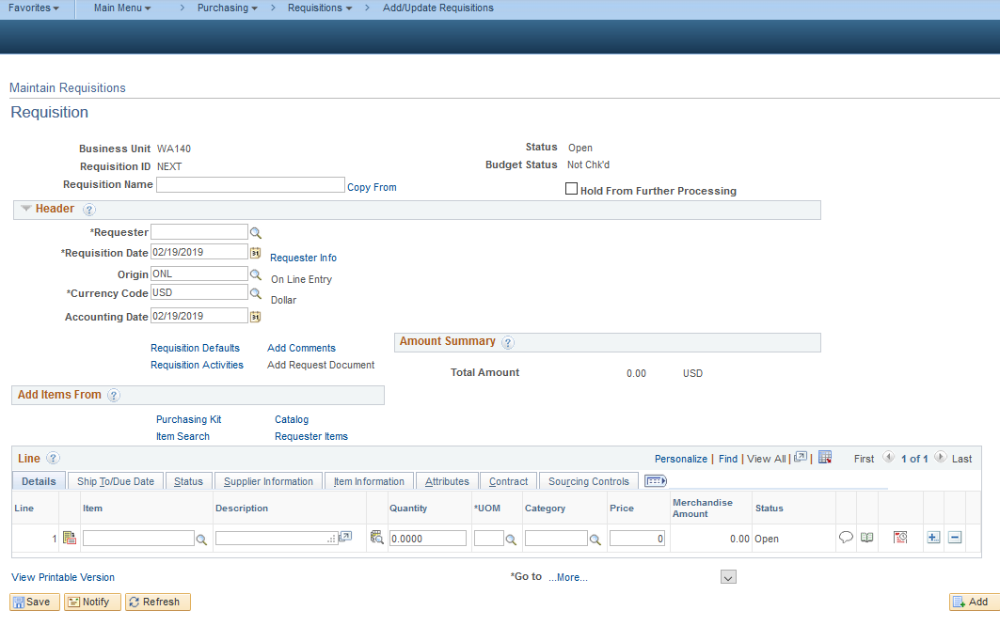 Favorites Main Menu > Purchasing > Requisitions > Add/Update Requisitions
Maintain Requisitions
Requisition
Business Unit WA140 Status Open
Requisition ID NEXT Budget Status Not Chk'd
Requisition Name Copy From Hold From Further Processing
Header ?
*Requester
*Requisition Date 02/19/2019 31 Requester Info
Origin ONL On Line Entry
*Currency Code USD Dollar
Accounting Date 02/19/2019 31
Requisition Defaults Add Comments
Requisition Activities Add Request Document
Amount Summary ?
Total Amount 0.00 USD
Add Items From ?
Purchasing Kit Catalog
Item Search Requester Items
Line ? Personalize | Find | View All | | First 1 of 1 Last
Details Ship To/Due Date Status Supplier Information Item Information Attributes Contract Sourcing Controls
Line Item Description Quantity *UOM Category Price Merchandise Amount Status
1 0.0000 0 0.00 Open
View Printable Version *Go to ...More...
Save Notify Refresh Add